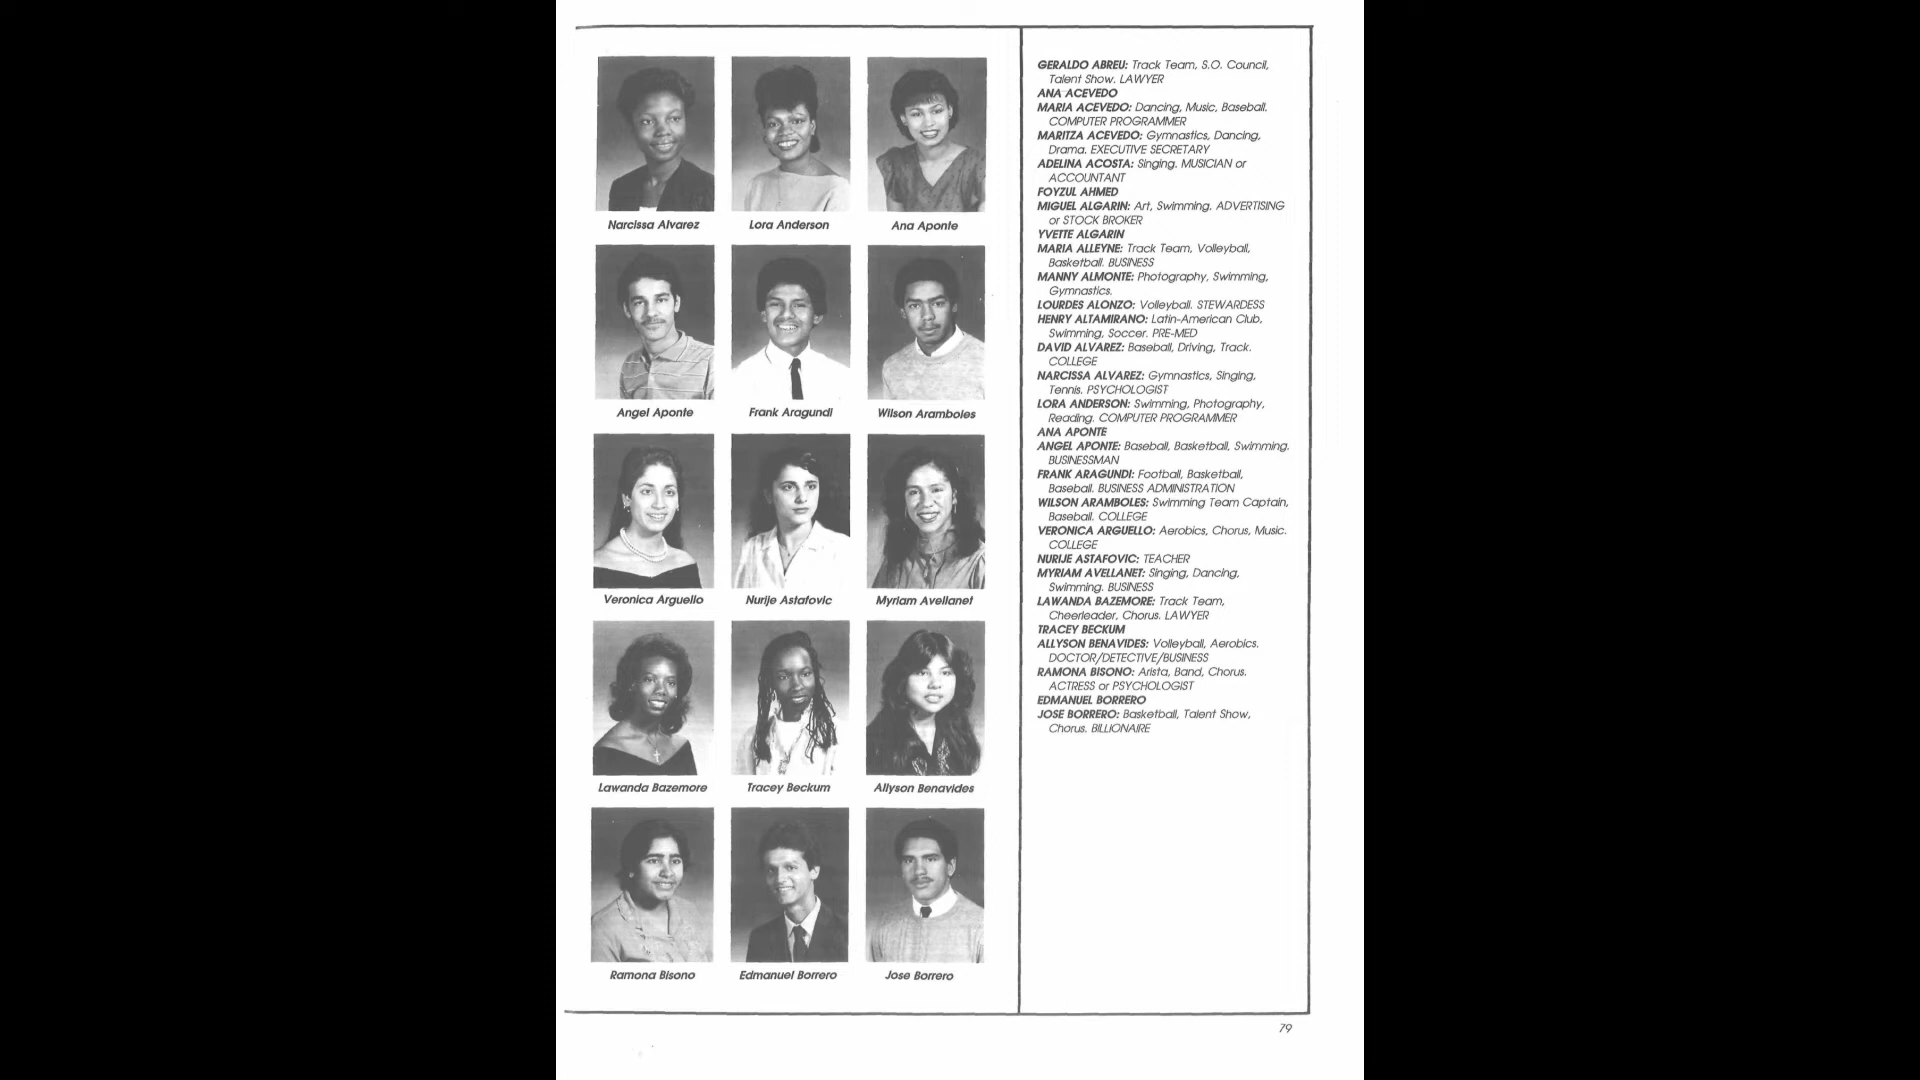 Narcissa Alvarez
Lora Anderson
Ana Aponte
Angel Aponte
Frank Aragundi
Wilson Aramboles
Veronica Arguello
Nurije Astafovic
Myriam Avellanet
Lawanda Bazemore
Tracey Beckum
Allyson Benavides
Ramona Bisono
Edmanuel Borrero
Jose Borrero
GERALDO ABREU: Track Team, S.O. Council,
Talent Show. LAWYER
ANA ACEVEDO
MARIA ACEVEDO: Dancing, Music, Baseball.
COMPUTER PROGRAMMER
MARITZA ACEVEDO: Gymnastics, Dancing,
Drama. EXECUTIVE SECRETARY
ADELINA ACOSTA: Singing. MUSICIAN or
ACCOUNTANT
FOYZUL AHMED
MIGUEL ALGARIN: Art, Swimming. ADVERTISING
or STOCK BROKER
YVETTE ALGARIN
MARIA ALLEYNE: Track Team, Volleyball,
Basketball. BUSINESS
MANNY ALMONTE: Photography, Swimming,
Gymnastics.
LOURDES ALONZO: Volleyball. STEWARDESS
HENRY ALTAMIRANO: Latin-American Club,
Swimming, Soccer. PRE-MED
DAVID ALVAREZ: Baseball, Driving, Track.
COLLEGE
NARCISSA ALVAREZ: Gymnastics, Singing,
Tennis. PSYCHOLOGIST
LORA ANDERSON: Swimming, Photography,
Reading. COMPUTER PROGRAMMER
ANA APONTE
ANGEL APONTE: Baseball, Basketball, Swimming.
BUSINESSMAN
FRANK ARAGUNDI: Football, Basketball,
Baseball. BUSINESS ADMINISTRATION
WILSON ARAMBOLES: Swimming Team Captain,
Baseball. COLLEGE
VERONICA ARGUELLO: Aerobics, Chorus, Music.
COLLEGE
NURIJE ASTAFOVIC: TEACHER
MYRIAM AVELLANET: Singing, Dancing,
Swimming. BUSINESS
LAWANDA BAZEMORE: Track Team,
Cheerleader, Chorus. LAWYER
TRACEY BECKUM
ALLYSON BENAVIDES: Volleyball, Aerobics.
DOCTOR/DETECTIVE/BUSINESS
RAMONA BISONO: Arista, Band, Chorus.
ACTRESS or PSYCHOLOGIST
EDMANUEL BORRERO
JOSE BORRERO: Basketball, Talent Show,
Chorus. BILLIONAIRE
79